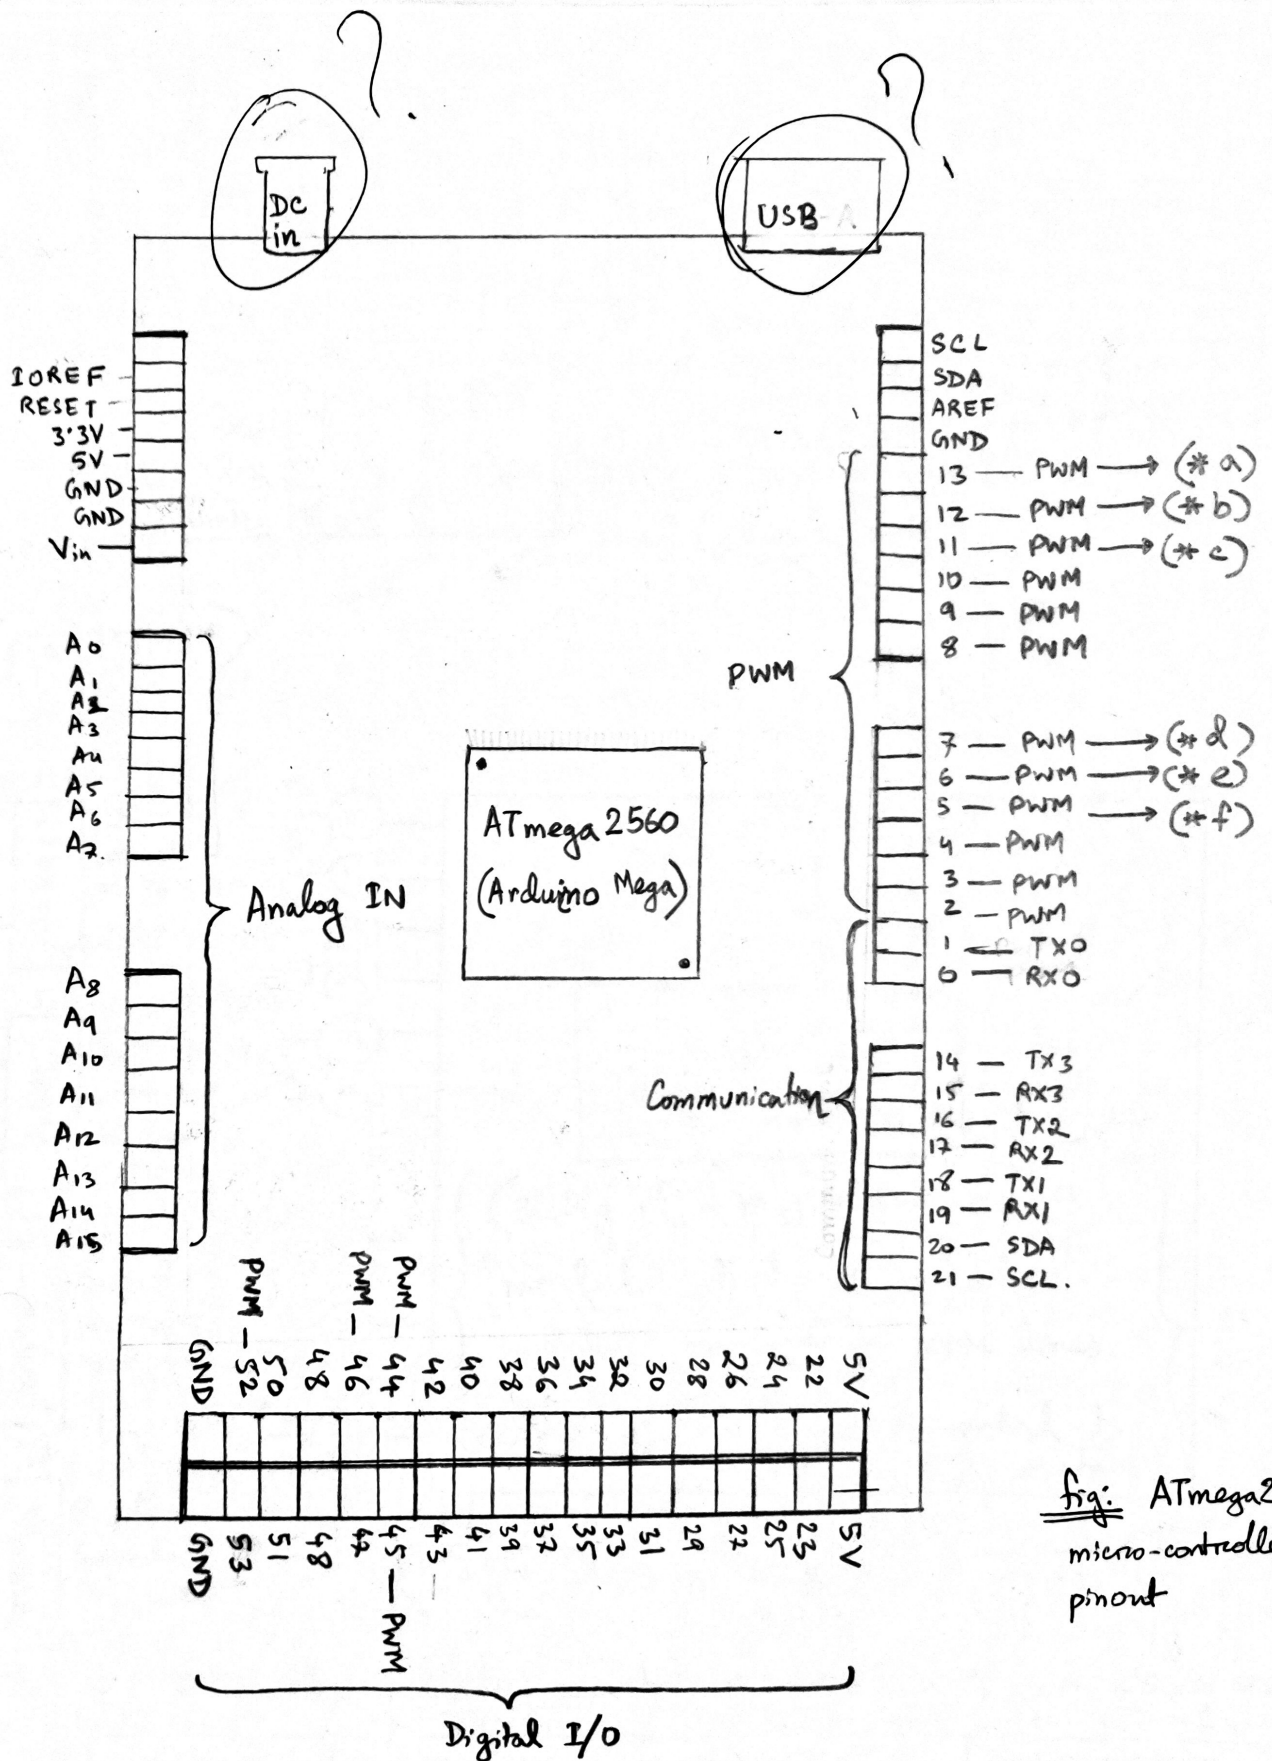 ?
?
DC
in
USB
IOREF
RESET
3.3V
5V
GND
GND
Vin
A0
A1
A2
A3
A4
A5
A6
A7
Analog IN
A8
A9
A10
A11
A12
A13
A14
A15
ATmega2560
(Arduino Mega)
SCL
SDA
AREF
GND
13 — PWM → (* a)
12 — PWM → (* b)
11 — PWM → (* c)
10 — PWM
9 — PWM
8 — PWM
PWM
7 — PWM → (* d)
6 — PWM → (* e)
5 — PWM → (* f)
4 — PWM
3 — PWM
2 — PWM
1 — TX0
0 — RX0
Communication
14 — TX3
15 — RX3
16 — TX2
17 — RX2
18 — TX1
19 — RX1
20 — SDA
21 — SCL.
GND
PWM — 52
50
48
PWM — 46
PWM — 44
42
40
38
36
34
32
30
28
26
24
22
5V
GND
53
51
48
47
45 — PWM
43
41
39
37
35
33
31
29
27
25
23
5V
Digital I/O
fig: ATmega2
micro-controlle
pinout